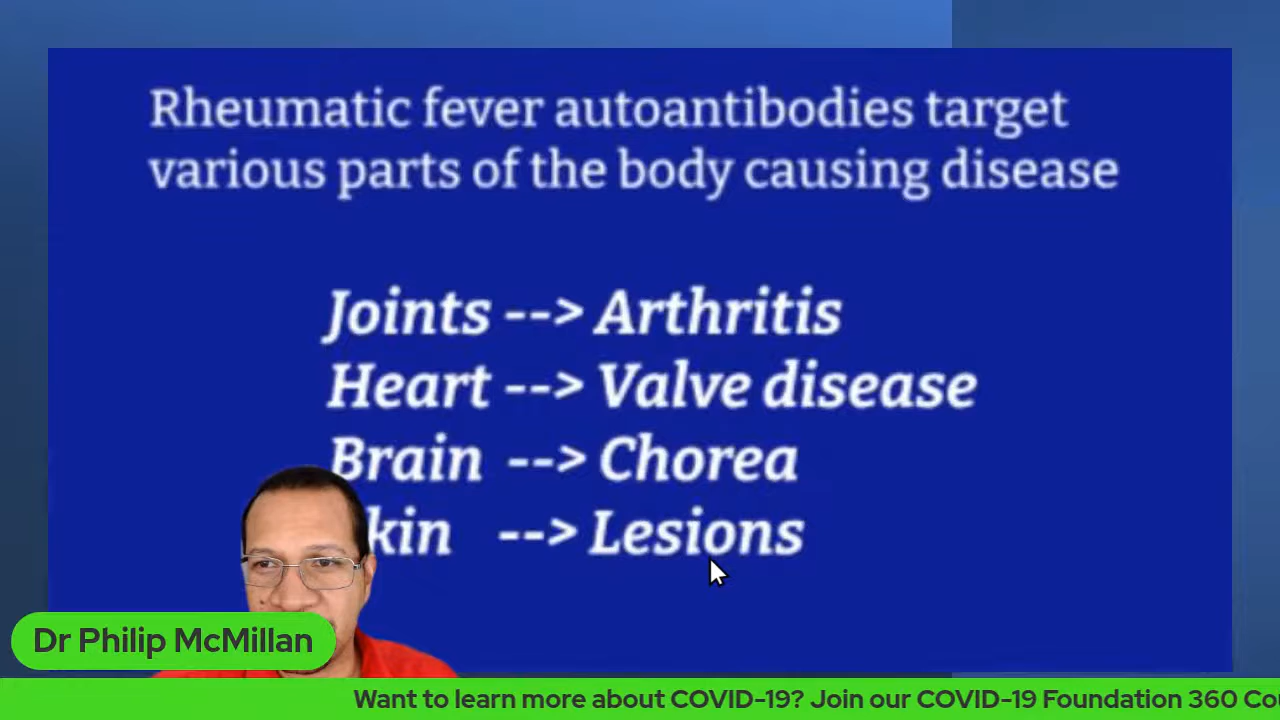 Rheumatic fever autoantibodies target
various parts of the body causing disease
Joints --> Arthritis
Heart --> Valve disease
Brain --> Chorea
kin --> Lesions
Dr Philip McMillan
Want to learn more about COVID-19? Join our COVID-19 Foundation 360